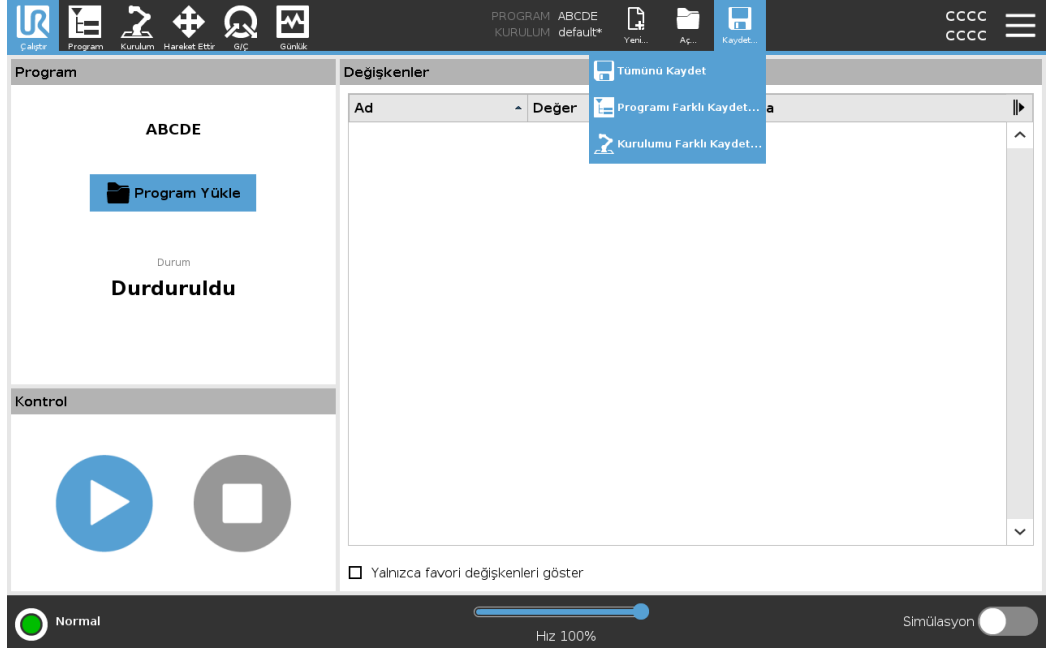 UR
Çalıştır
Program
Kurulum
Hareket Ettir
G/Ç
Günlük
PROGRAM ABCDE
KURULUM default*
Yeni...
Aç...
Kaydet...
CCCC
CCCC
Tümünü Kaydet
Programı Farklı Kaydet...
Kurulumu Farklı Kaydet...
Program
ABCDE
Program Yükle
Durum
Durduruldu
Kontrol
Değişkenler
Ad
Değer
a
Yalnızca favori değişkenleri göster
Normal
Hız 100%
Simülasyon